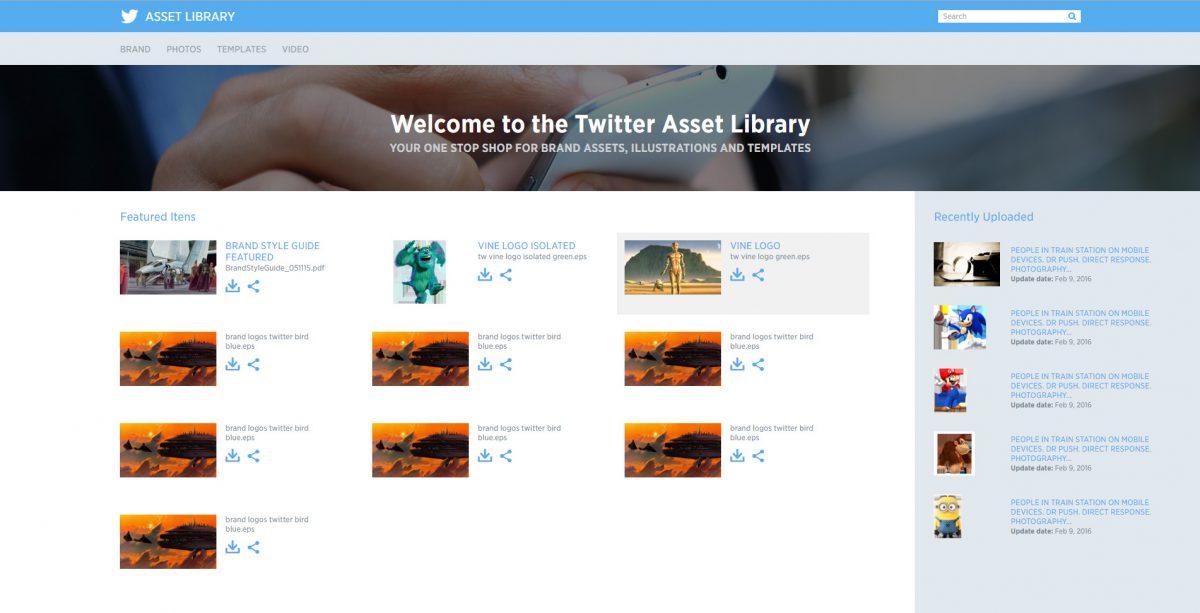 ASSET LIBRARY
Search
BRAND PHOTOS TEMPLATES VIDEO
Welcome to the Twitter Asset Library
YOUR ONE STOP SHOP FOR BRAND ASSETS, ILLUSTRATIONS AND TEMPLATES
Featured Itens
BRAND STYLE GUIDE
FEATURED
BrandStyleGuide_051115.pdf
VINE LOGO ISOLATED
tw vine logo isolated green.eps
VINE LOGO
tw vine logo green.eps
brand logos twitter bird
blue.eps
brand logos twitter bird
blue.eps
brand logos twitter bird
blue.eps
brand logos twitter bird
blue.eps
brand logos twitter bird
blue.eps
brand logos twitter bird
blue.eps
brand logos twitter bird
blue.eps
Recently Uploaded
PEOPLE IN TRAIN STATION ON MOBILE
DEVICES. DR PUSH. DIRECT RESPONSE.
PHOTOGRAPHY...
Update date: Feb 9, 2016
PEOPLE IN TRAIN STATION ON MOBILE
DEVICES. DR PUSH. DIRECT RESPONSE.
PHOTOGRAPHY...
Update date: Feb 9, 2016
PEOPLE IN TRAIN STATION ON MOBILE
DEVICES. DR PUSH. DIRECT RESPONSE.
PHOTOGRAPHY...
Update date: Feb 9, 2016
PEOPLE IN TRAIN STATION ON MOBILE
DEVICES. DR PUSH. DIRECT RESPONSE.
PHOTOGRAPHY...
Update date: Feb 9, 2016
PEOPLE IN TRAIN STATION ON MOBILE
DEVICES. DR PUSH. DIRECT RESPONSE.
PHOTOGRAPHY...
Update date: Feb 9, 2016